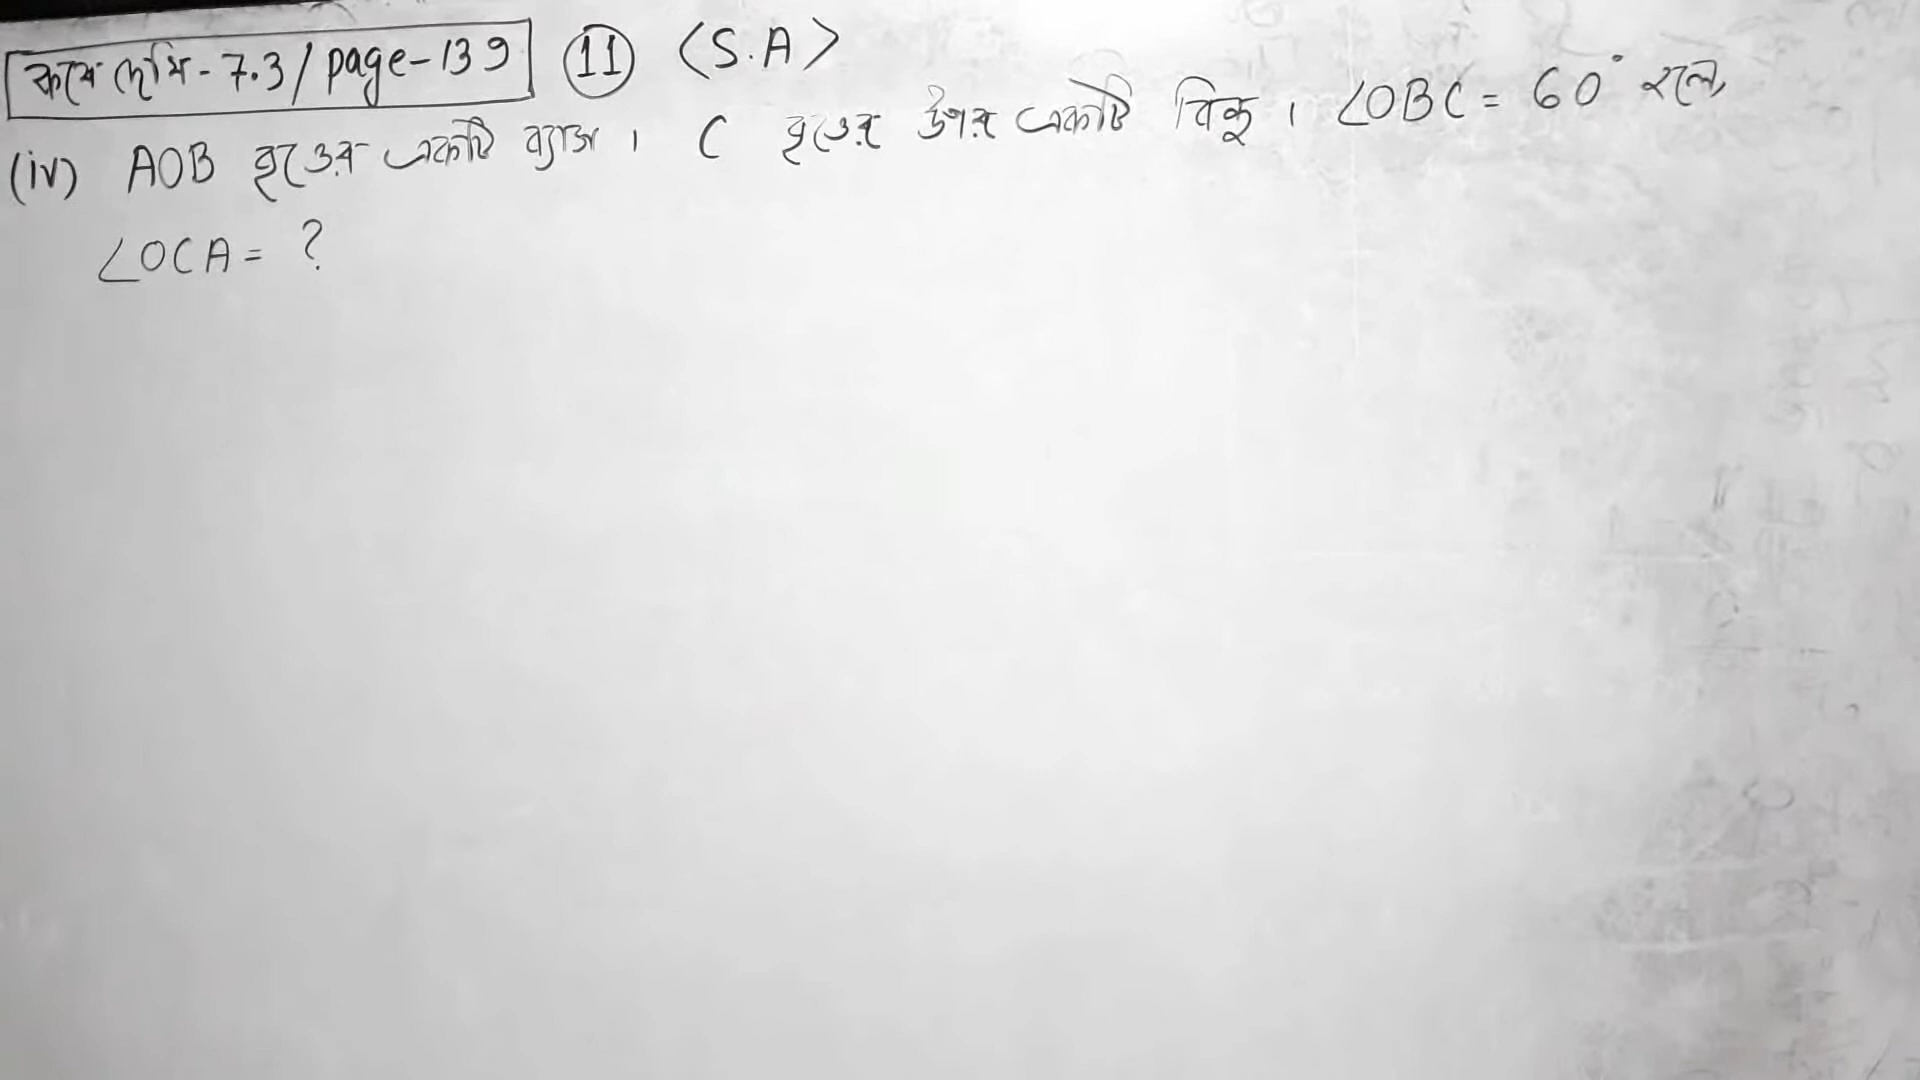 কষে দেখি - 7.3 / page - 139 11 <S.A>
(iv) AOB বৃত্তের একটি ব্যাস। C বৃত্তের উপর একটি বিন্দু। ∠OBC = 60° হলে,
∠OCA = ?